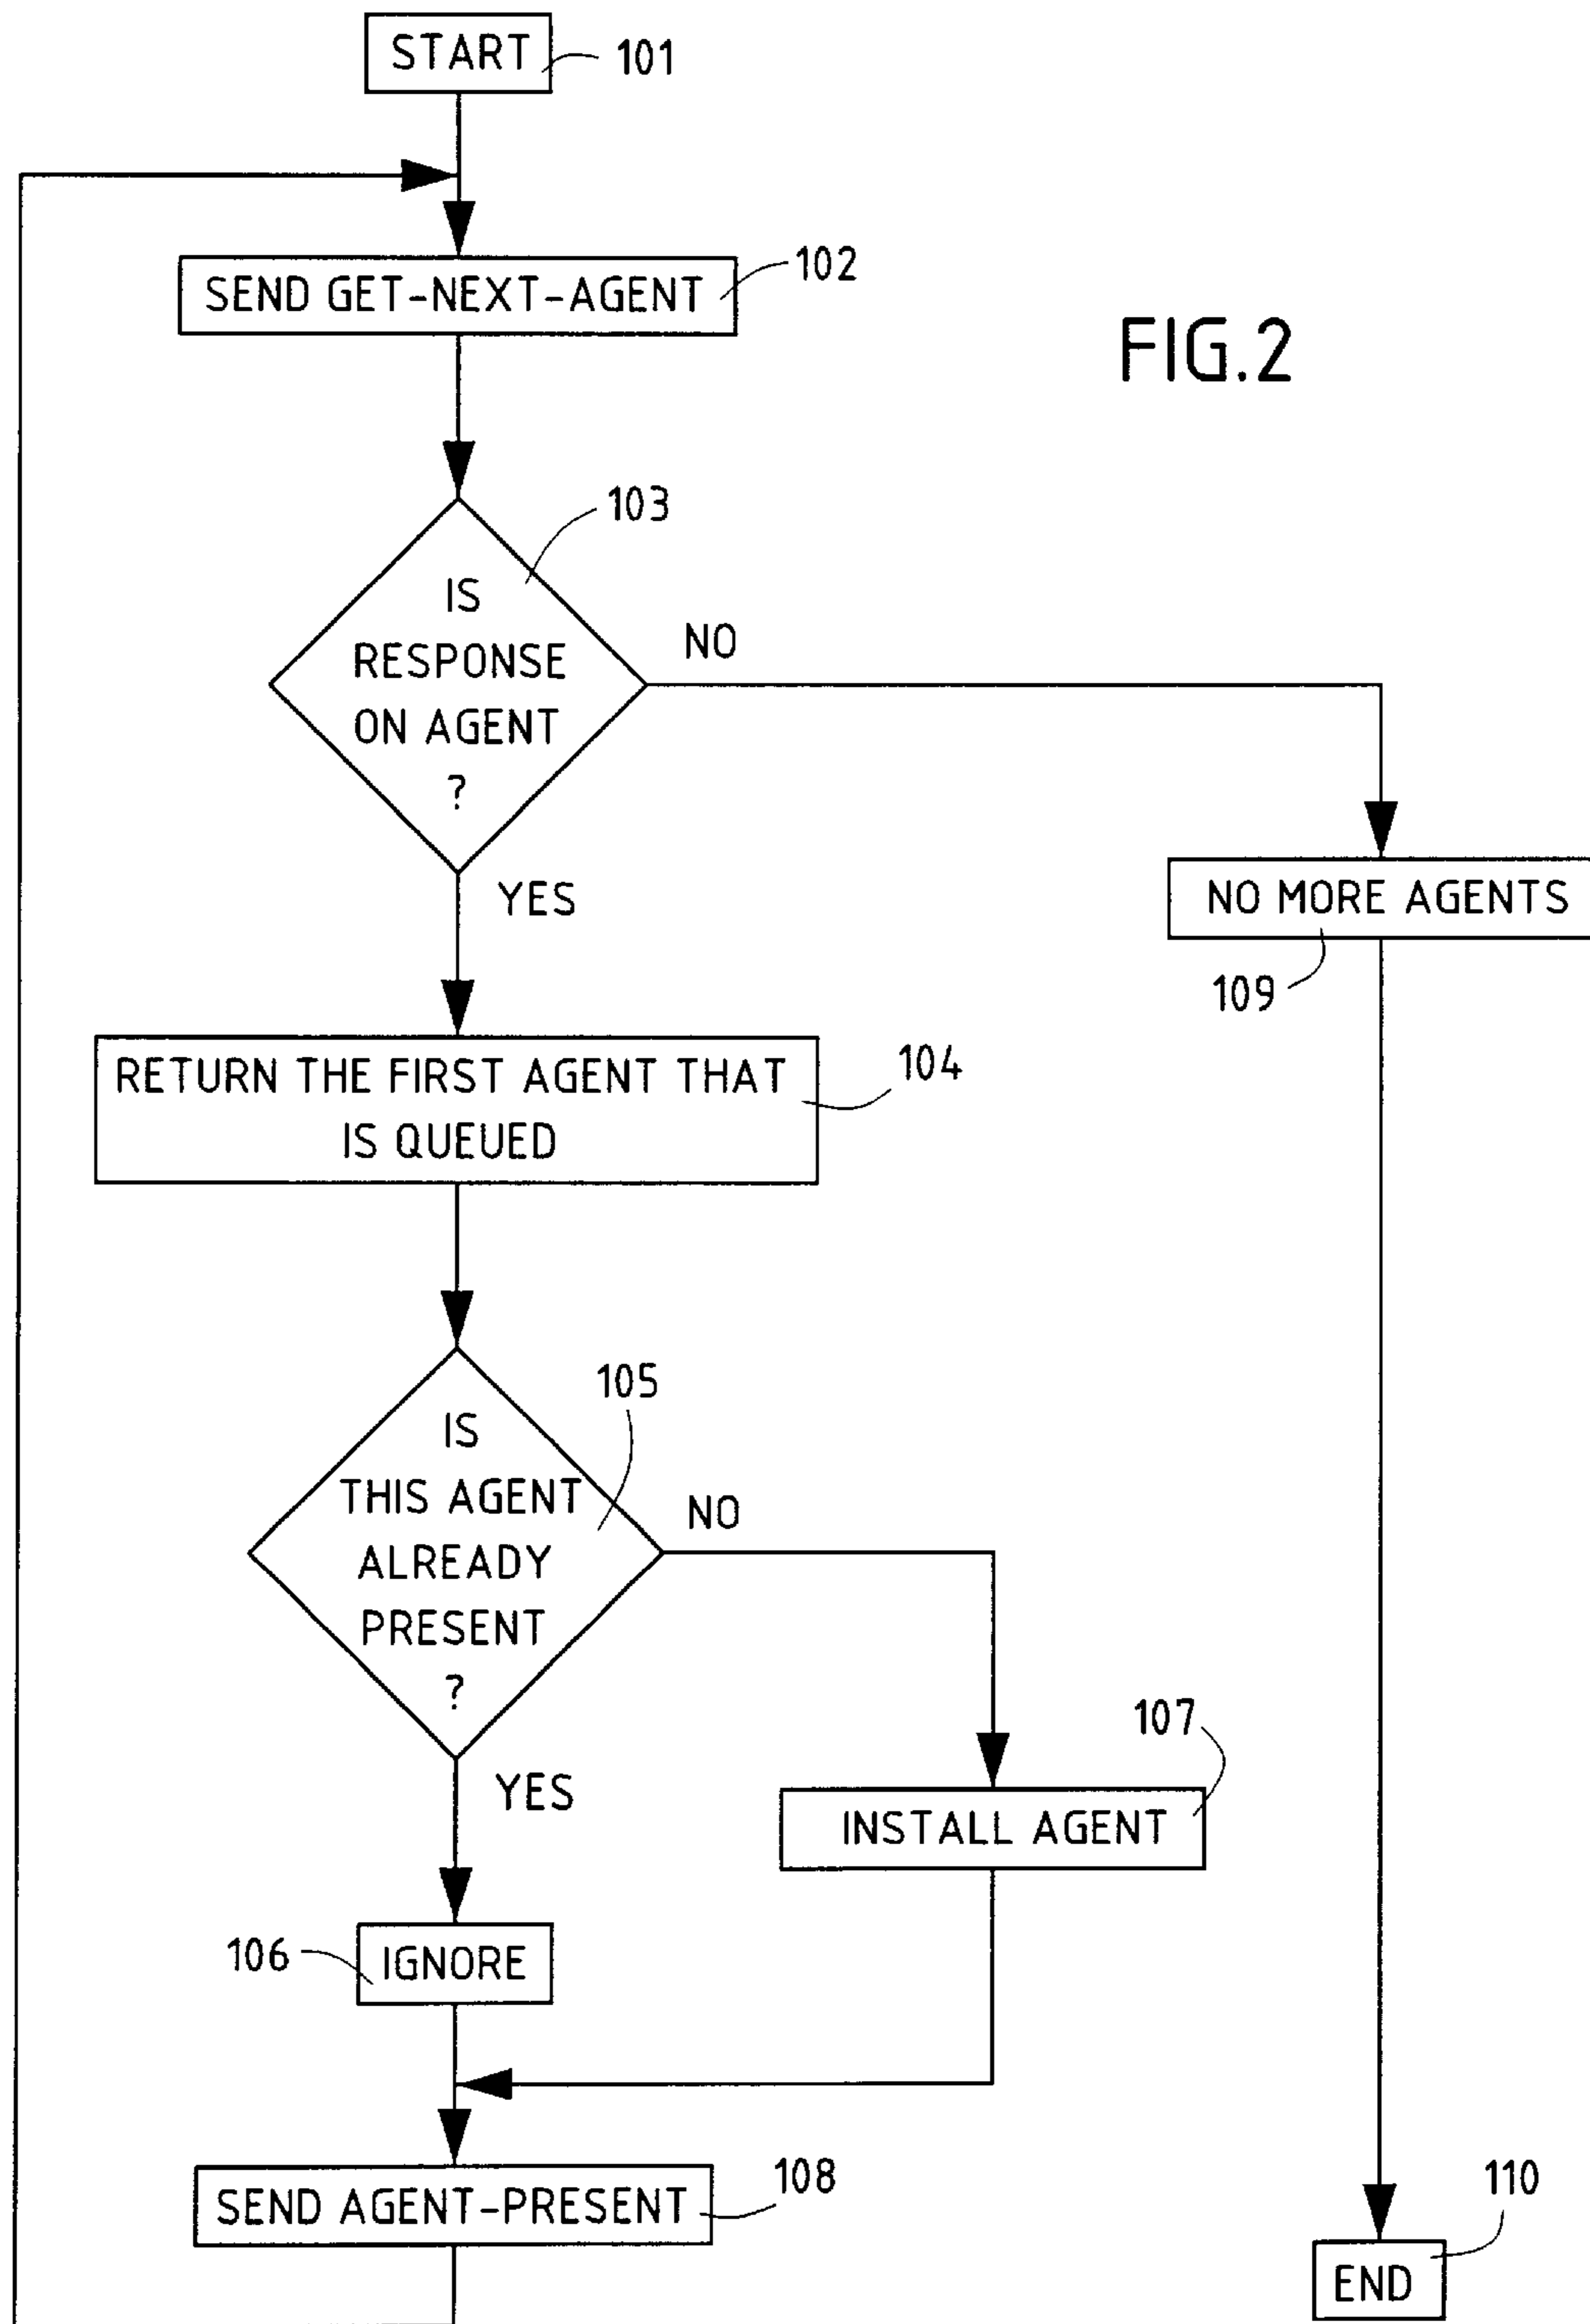 START
101
SEND GET-NEXT-AGENT
102
FIG.2
103
IS
RESPONSE
ON AGENT
?
NO
YES
NO MORE AGENTS
109
RETURN THE FIRST AGENT THAT
IS QUEUED
104
105
IS
THIS AGENT
ALREADY
PRESENT
?
NO
YES
107
INSTALL AGENT
106
IGNORE
SEND AGENT-PRESENT
108
110
END